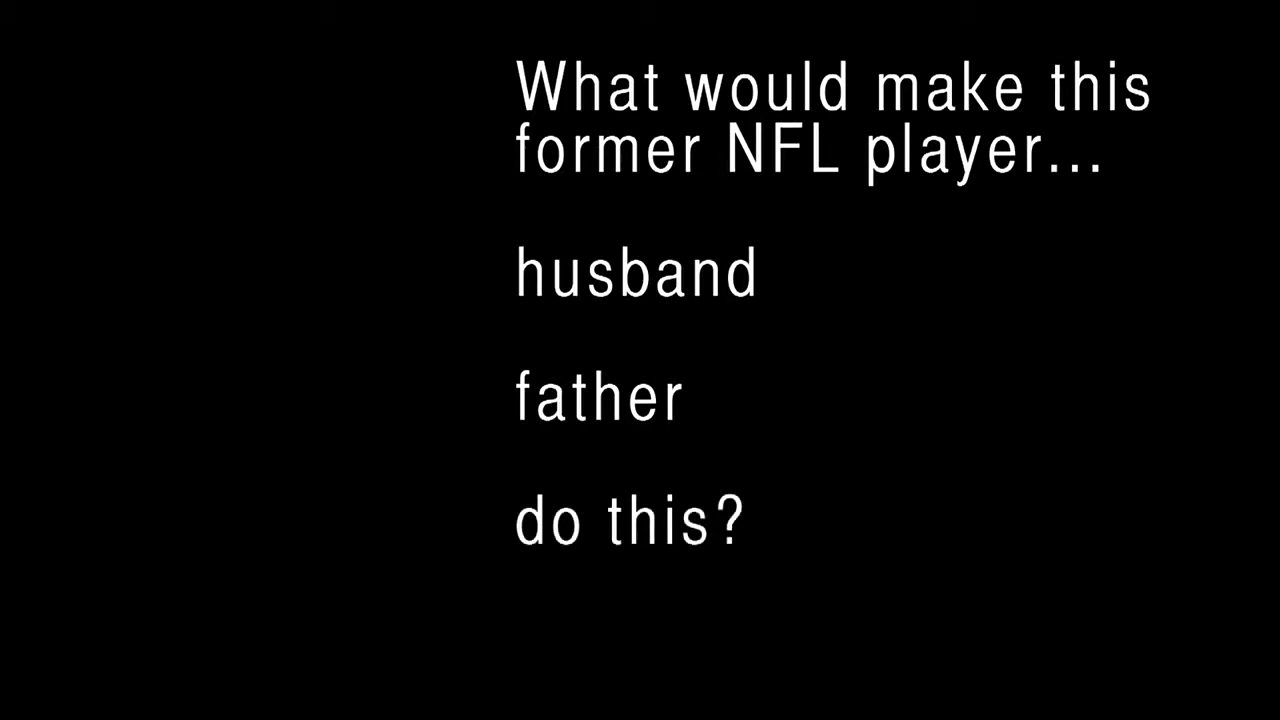 What would make this
former NFL player...
husband
father
do this?